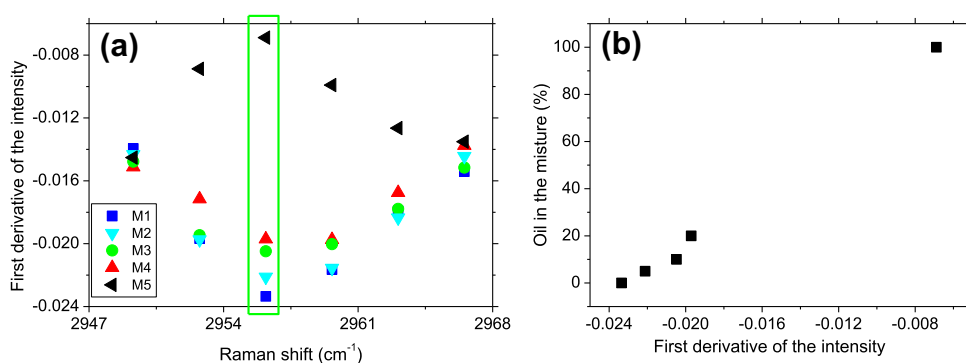 (a)
First derivative of the intensity
-0.008
-0.012
-0.016
-0.020
-0.024
M1
M2
M3
M4
M5
2947 2954 2961 2968
Raman shift (cm⁻¹)
(b)
Oil in the misture (%)
100
80
60
40
20
0
-0.024 -0.020 -0.016 -0.012 -0.008
First derivative of the intensity